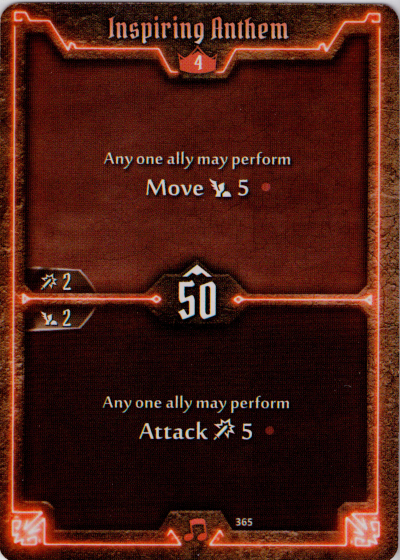 Inspiring Anthem
4
Any one ally may perform
Move 5
2
50
2
Any one ally may perform
Attack 5
365